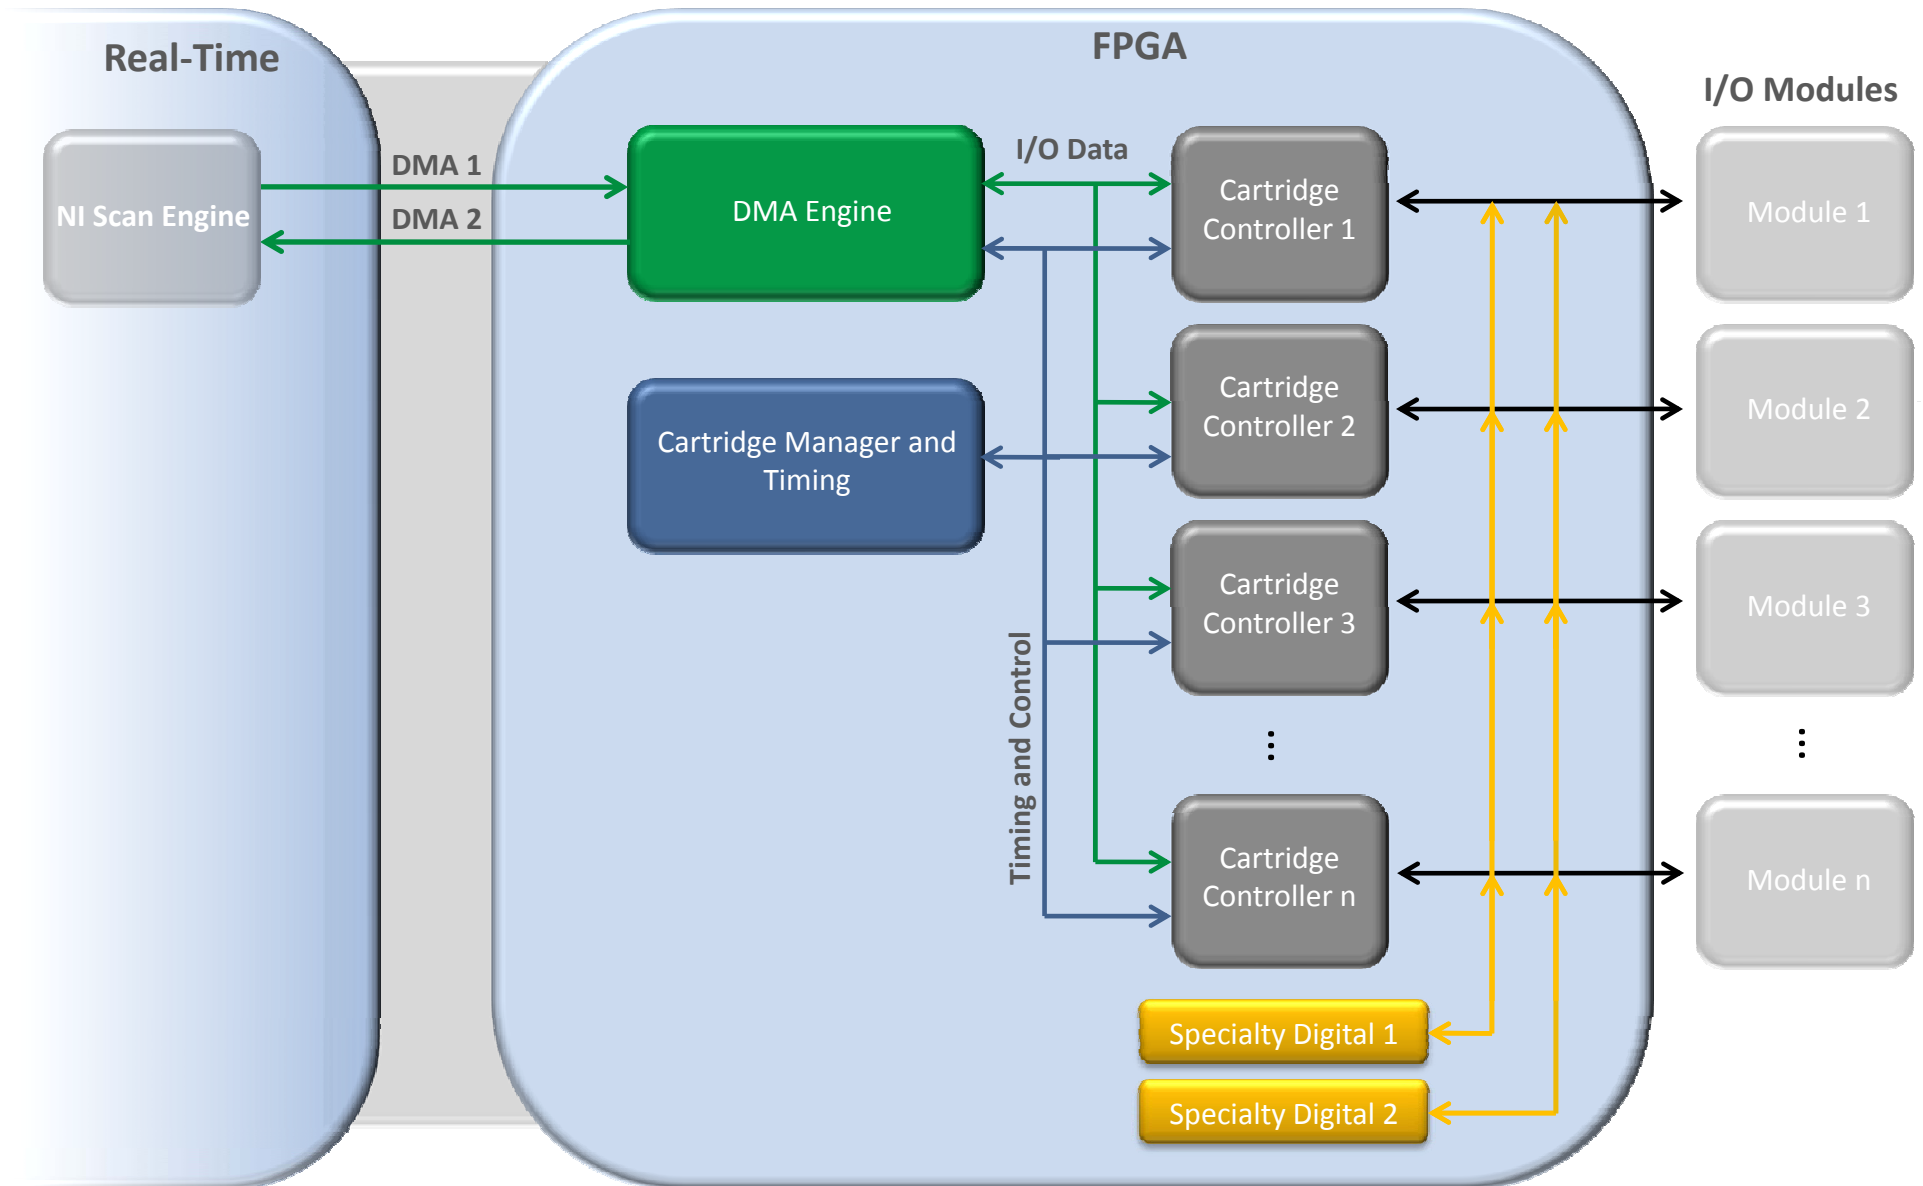 Real-Time
FPGA
I/O Modules
NI Scan Engine
DMA 1
DMA 2
DMA Engine
I/O Data
Cartridge
Controller 1
Module 1
Cartridge Manager and
Timing
Cartridge
Controller 2
Module 2
Cartridge
Controller 3
Module 3
Timing and Control
...
...
Cartridge
Controller n
Module n
Specialty Digital 1
Specialty Digital 2